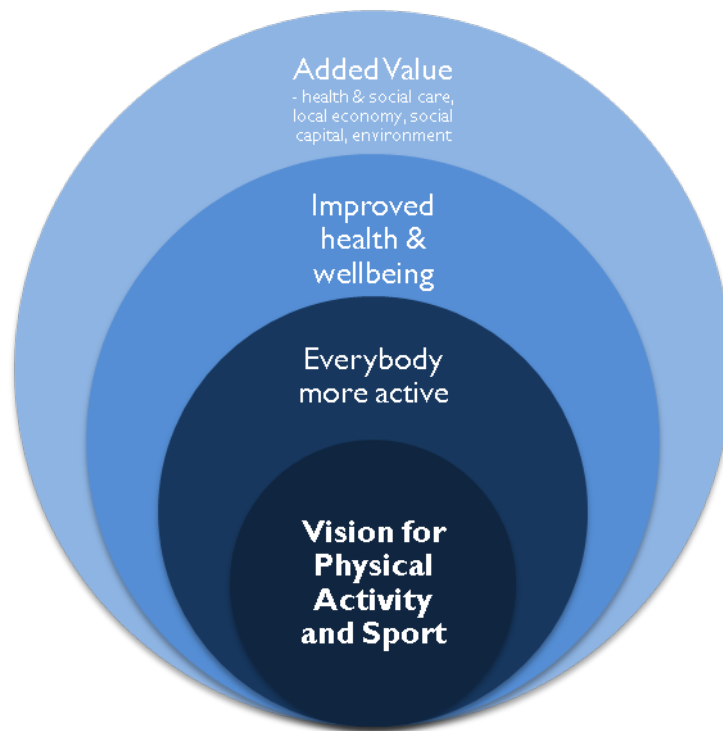 Added Value
- health & social care,
local economy, social
capital, environment
Improved
health &
wellbeing
Everybody
more active
Vision for
Physical
Activity
and Sport